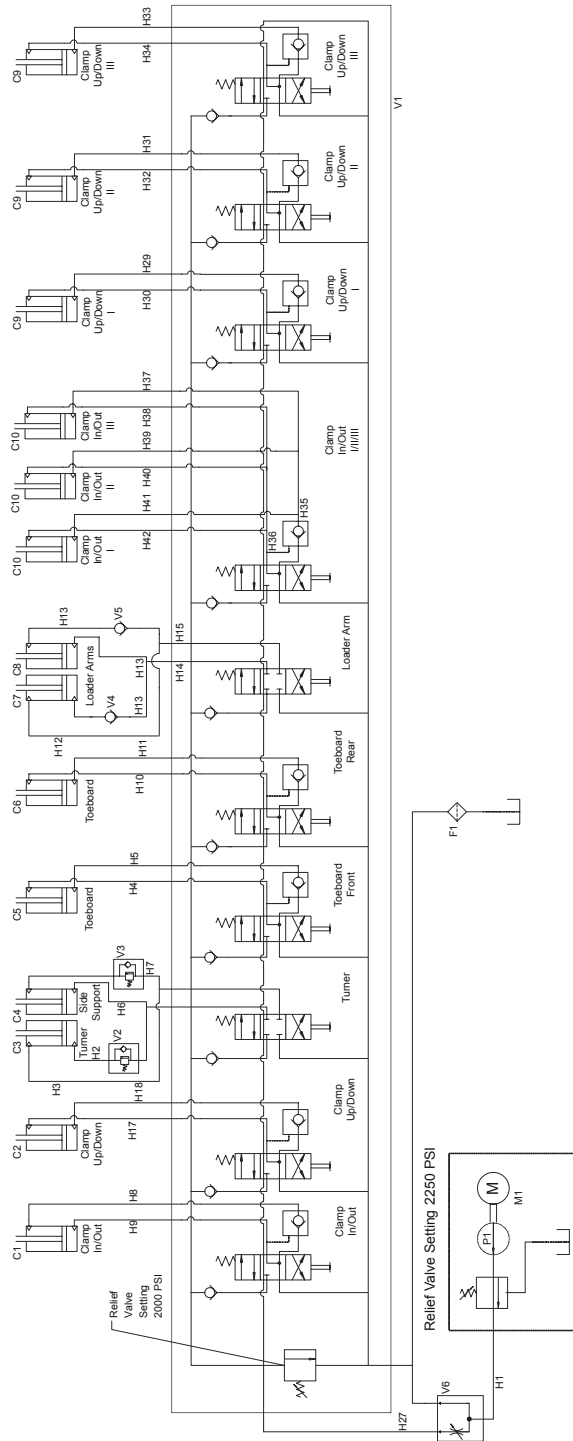 C1
Clamp
In/Out
H9
H8
C2
Clamp
Up/Down
H17
H18
C3
C4
Turner
Side
Support
H3
H2
V2
H6
V3
H7
C5
Toeboard
H4
H5
C6
Toeboard
H10
H11
H12
C7
C8
Loader Arms
V4
H13
H13
H13
V5
H14
H15
C10
Clamp
In/Out
I
H42
H41
C10
Clamp
In/Out
II
H40
H39
C10
Clamp
In/Out
III
H38
H37
H36
H35
C9
Clamp
Up/Down
I
H30
H29
C9
Clamp
Up/Down
II
H32
H31
C9
Clamp
Up/Down
III
H34
H33
Relief
Valve
Setting
2000 PSI
Clamp
In/Out
Clamp
Up/Down
Turner
Toeboard
Front
Toeboard
Rear
Loader Arm
Clamp
In/Out
I/II/III
Clamp
Up/Down
I
Clamp
Up/Down
II
Clamp
Up/Down
III
V1
H27
V6
H1
Relief Valve Setting 2250 PSI
P1
M
M1
F1